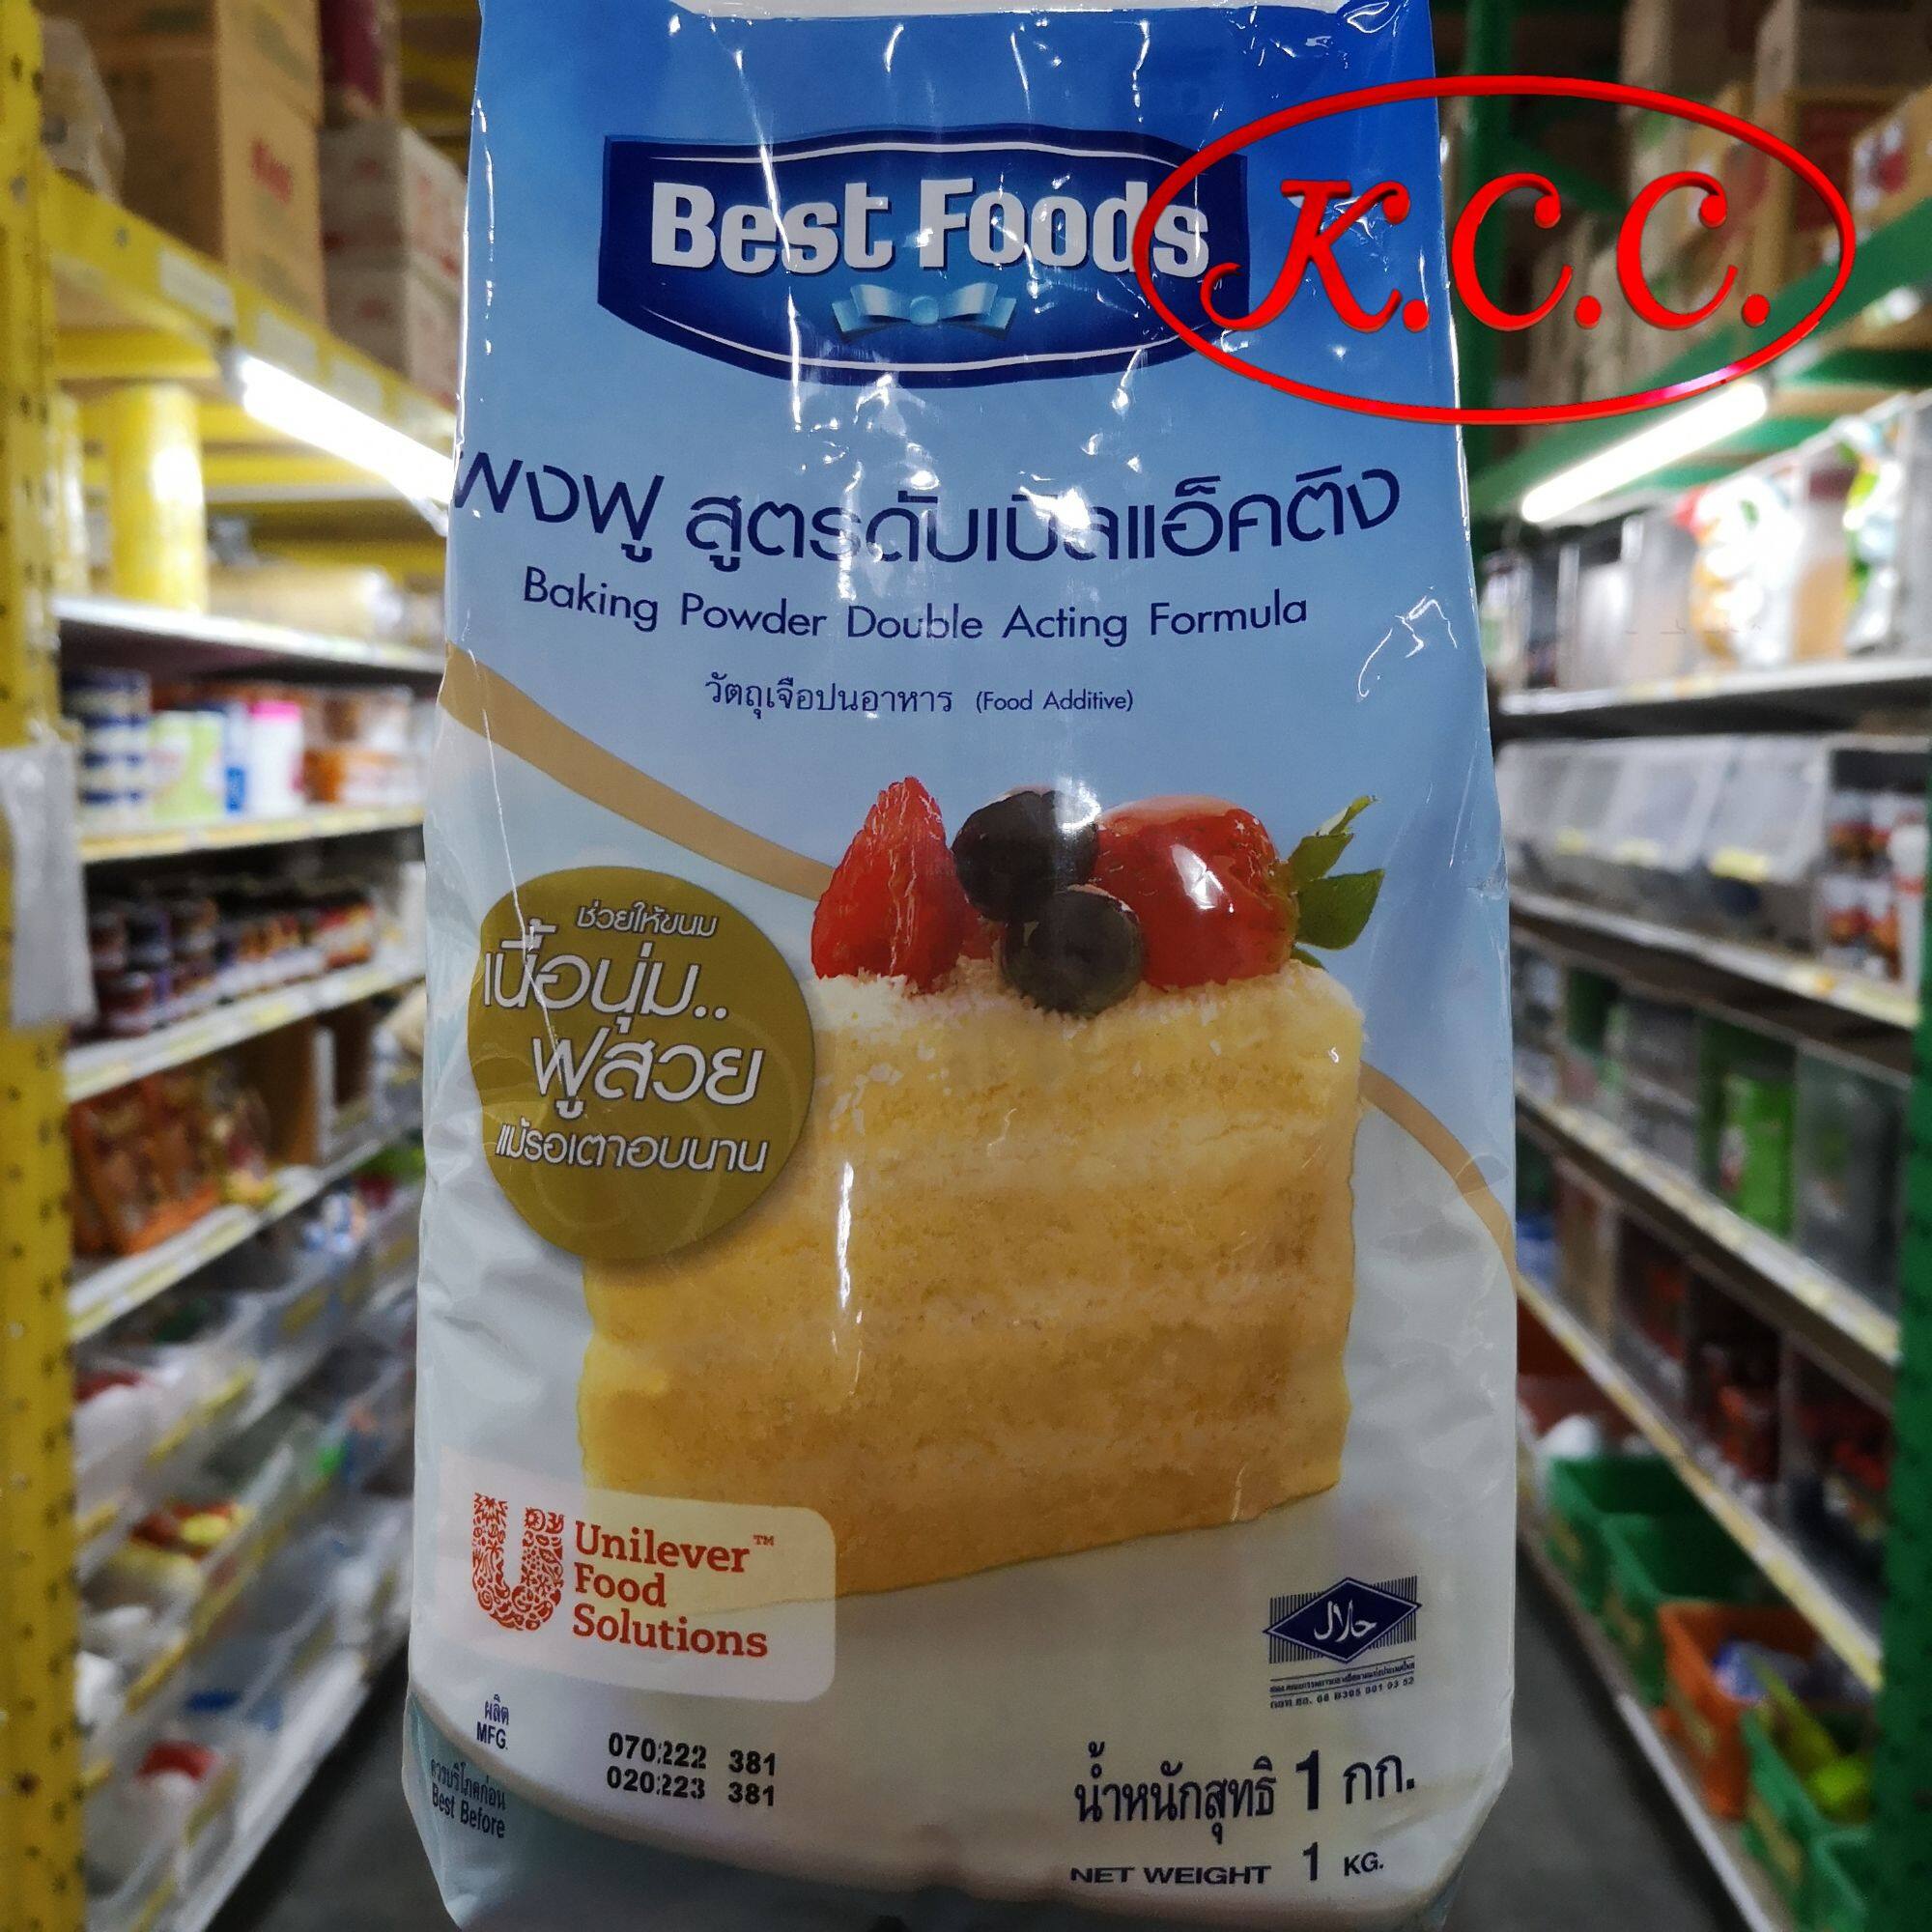 Best Foods
K.C.C.
ผงฟู สูตรดับเบิลแอ็คติง
Baking Powder Double Acting Formula
วัตถุเจือปนอาหาร (Food Additive)
ช่วยให้ขนม
เนื้อนุ่ม..
ฟูสวย
แม้รอเตาอบนาน
Unilever™
Food
Solutions
حلال
ผลิต
MFG.
070222 381
ควรบริโภคก่อน
Best Before
020223 381
น้ำหนักสุทธิ 1 กก.
NET WEIGHT 1 KG.